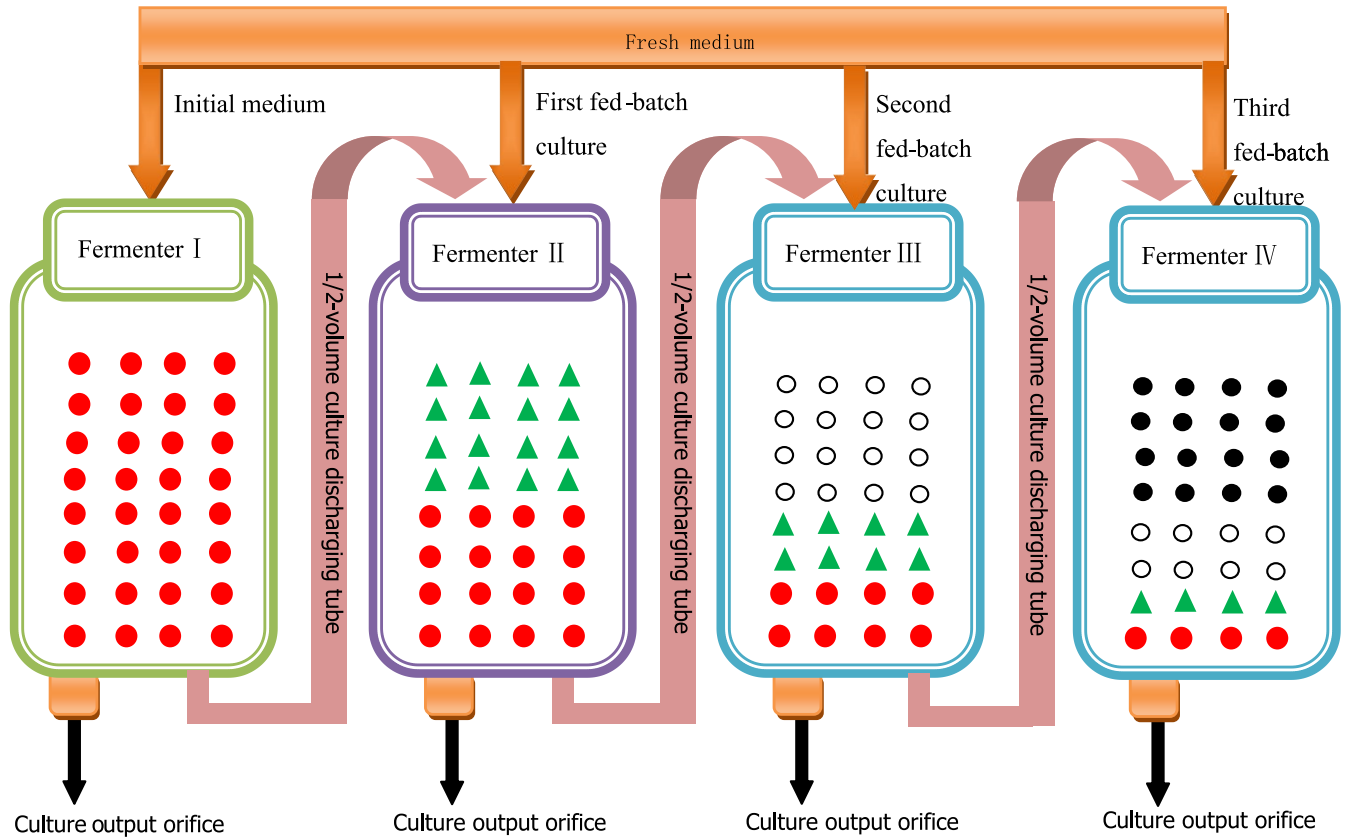 Fresh medium
Initial medium
First fed-batch
culture
Second
fed-batch
culture
Third
fed-batch
culture
Fermenter Ⅰ
Fermenter Ⅱ
Fermenter Ⅲ
Fermenter Ⅳ
1/2-volume culture discharging tube
1/2-volume culture discharging tube
1/2-volume culture discharging tube
Culture output orifice
Culture output orifice
Culture output orifice
Culture output orifice